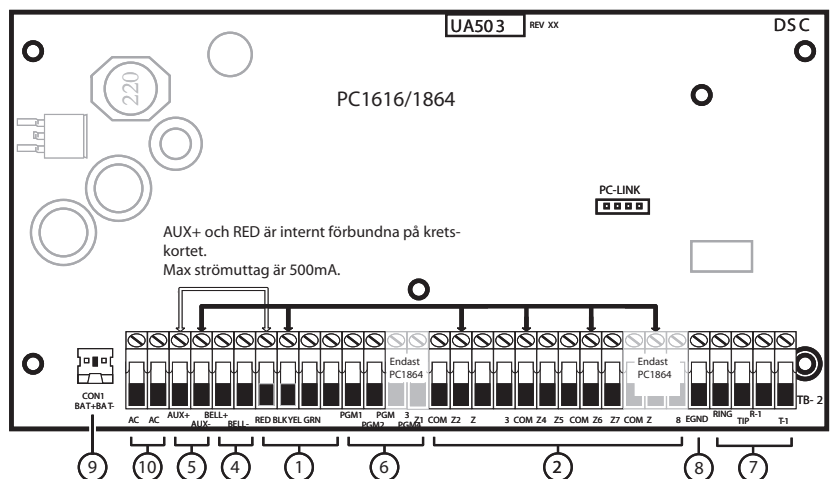 UA503 REV XX
DSC
220
PC1616/1864
PC-LINK
AUX+ och RED är internt förbundna på krets-
kortet.
Max strömuttag är 500mA.
Endast
PC1864
Endast
PC1864
CON1
BAT+BAT-
TB- 2
AC AC AUX+ AUX- BELL+ BELL- RED BLK YEL GRN PGM1 PGM2 PGM 3 PGM4 Z1 COM Z2 Z 3 COM Z4 Z5 COM Z6 Z7 COM Z 8 EGND RING TIP R-1 T-1
9 10 5 4 1 6 2 8 7